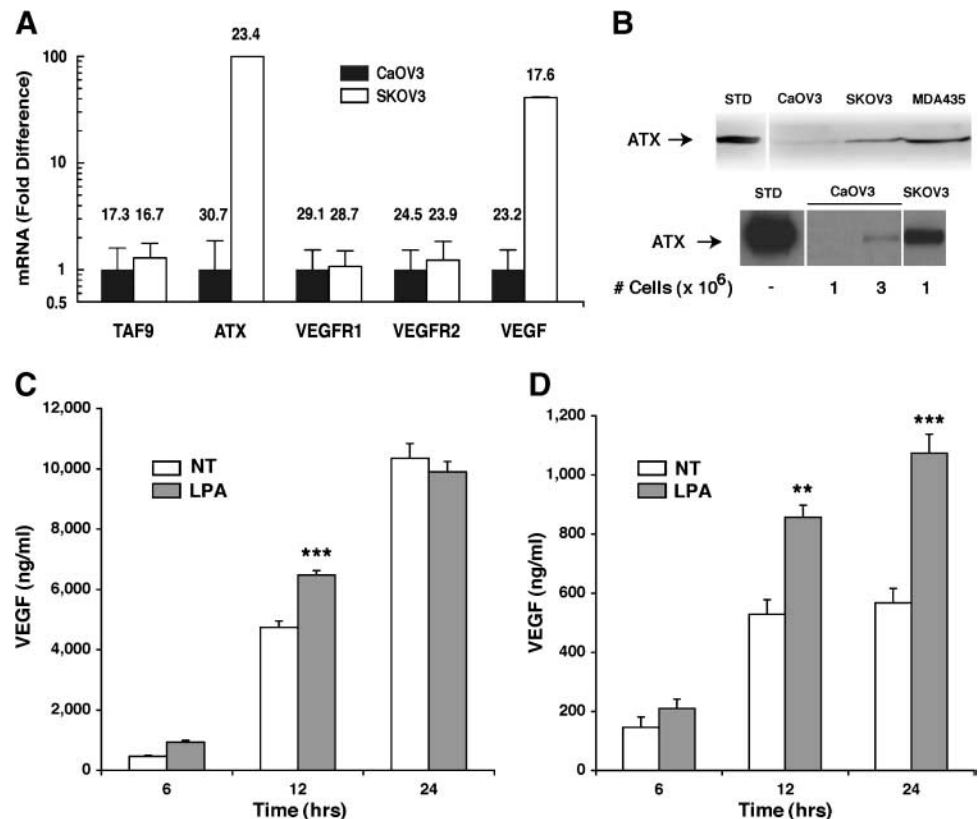 A
23.4
100
17.6
CaOV3
SKOV3
mRNA (Fold Difference)
10
17.3 16.7 30.7 29.1 28.7 24.5 23.9 23.2
1
0.5
TAF9 ATX VEGFR1 VEGFR2 VEGF
B
STD CaOV3 SKOV3 MDA435
ATX →
STD CaOV3 SKOV3
ATX →
# Cells (x 10⁶) - 1 3 1
C
12,000
10,000
8,000
6,000
4,000
2,000
0
NT
LPA
***
VEGF (ng/ml)
6 12 24
Time (hrs)
D
1,200
1,000
800
600
400
200
0
NT
LPA
**
***
VEGF (ng/ml)
6 12 24
Time (hrs)